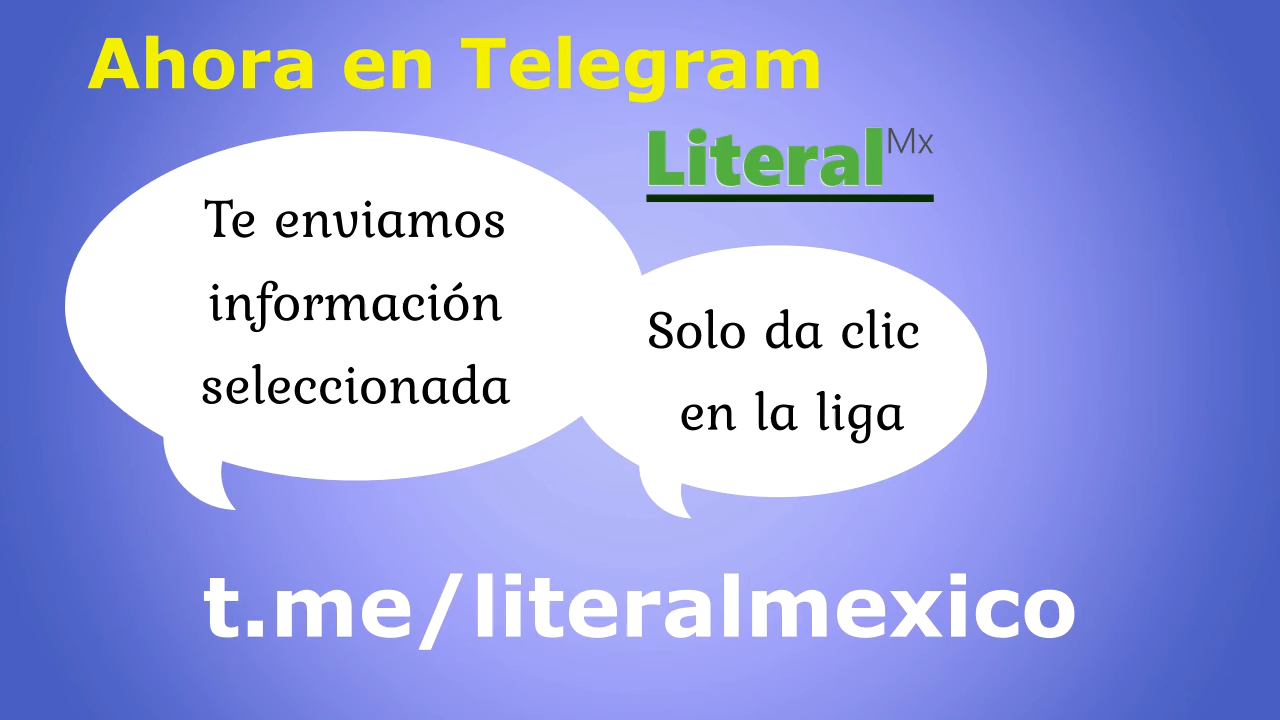 Ahora en Telegram
Literal Mx
Te enviamos
información
seleccionada
Solo da clic
en la liga
t.me/literalmexico